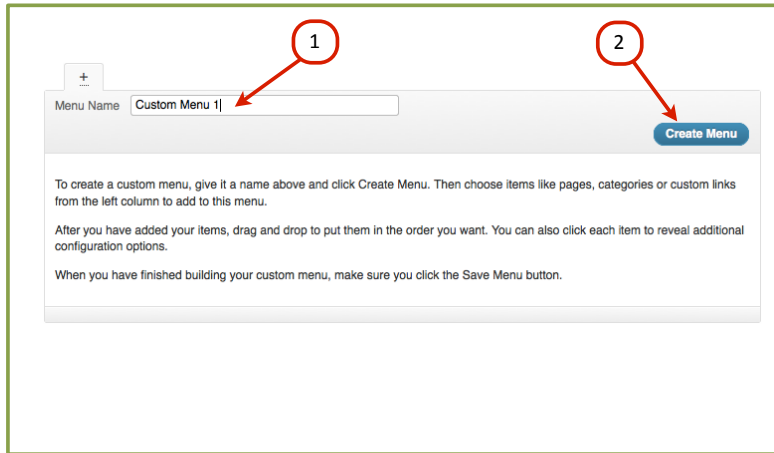 1
2
+
Menu Name Custom Menu 1
Create Menu
To create a custom menu, give it a name above and click Create Menu. Then choose items like pages, categories or custom links
from the left column to add to this menu.
After you have added your items, drag and drop to put them in the order you want. You can also click each item to reveal additional
configuration options.
When you have finished building your custom menu, make sure you click the Save Menu button.